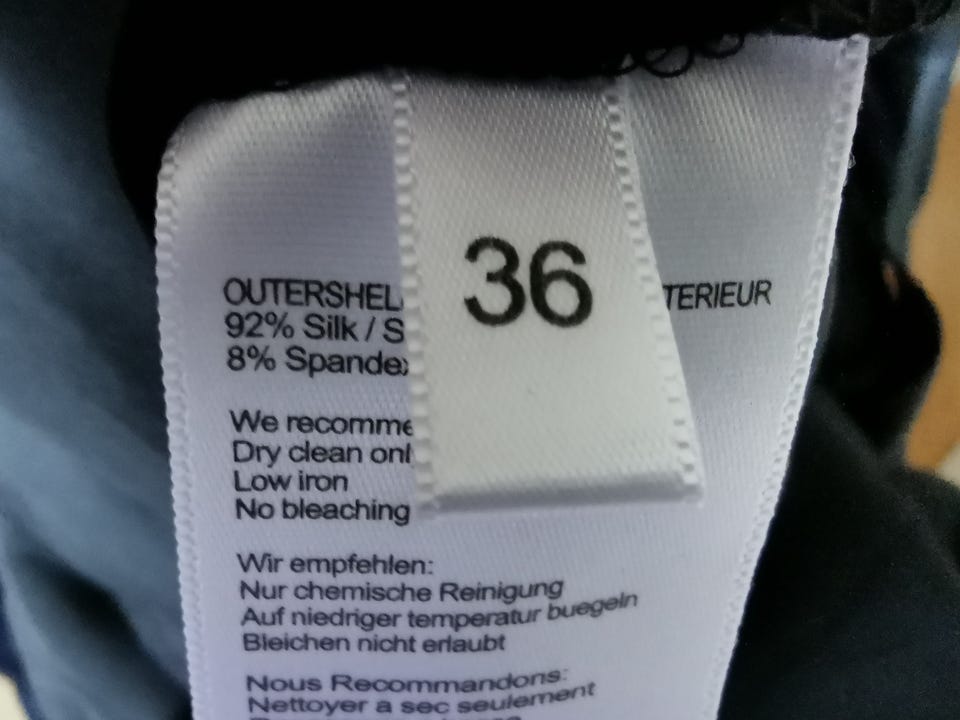 36
OUTERSHEL TERIEUR
92% Silk / S
8% Spandex
We recomme
Dry clean onl
Low iron
No bleaching
Wir empfehlen:
Nur chemische Reinigung
Auf niedriger temperatur buegeln
Bleichen nicht erlaubt
Nous Recommandons:
Nettoyer a sec seulement